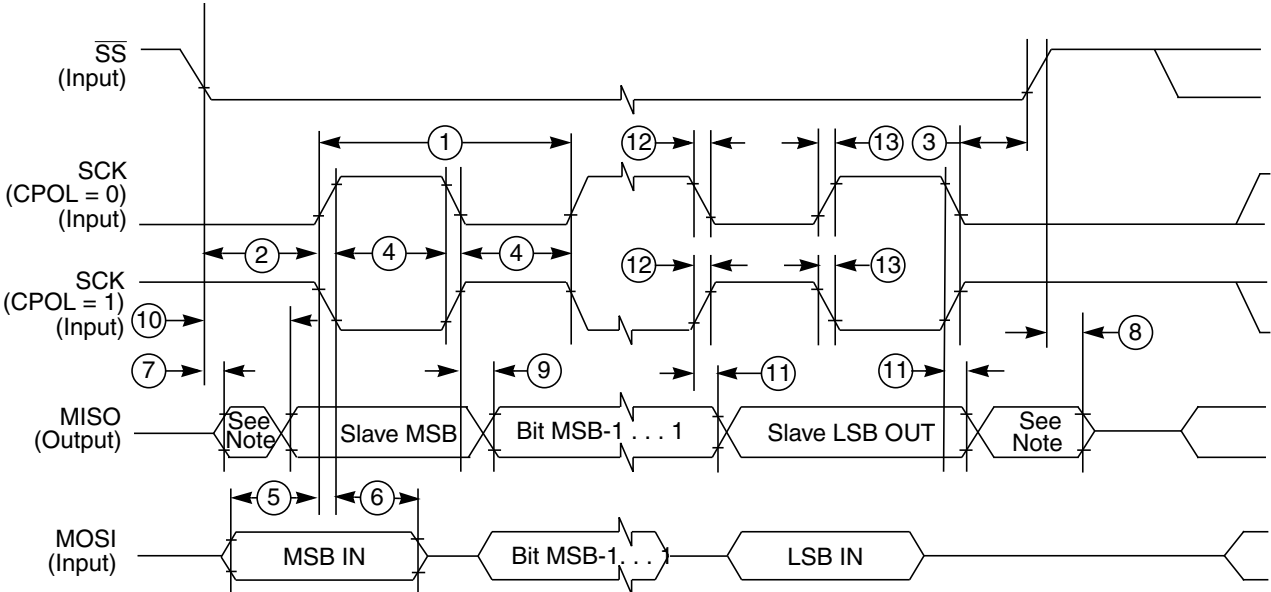 SS
(Input)
1
12
13
3
SCK
(CPOL = 0)
(Input)
2
4
4
12
13
SCK
(CPOL = 1)
(Input)
10
8
7
9
11
11
MISO
(Output)
See
Note
Slave MSB
Bit MSB-1 . . . 1
Slave LSB OUT
See
Note
5
6
MOSI
(Input)
MSB IN
Bit MSB-1. . . 1
LSB IN